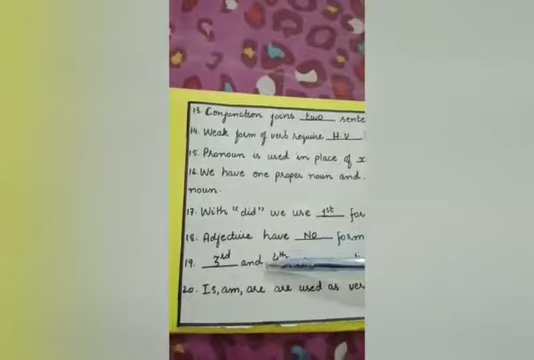 13. Conjunction joins two sente
14. Weak form of verb require H.V
15. Pronoun is used in place of
16. We have one proper noun and
noun.
17. With "did" we use 1st for
18. Adjective have No form
19. 3rd and 4th
20. Is, am, are are used as ver